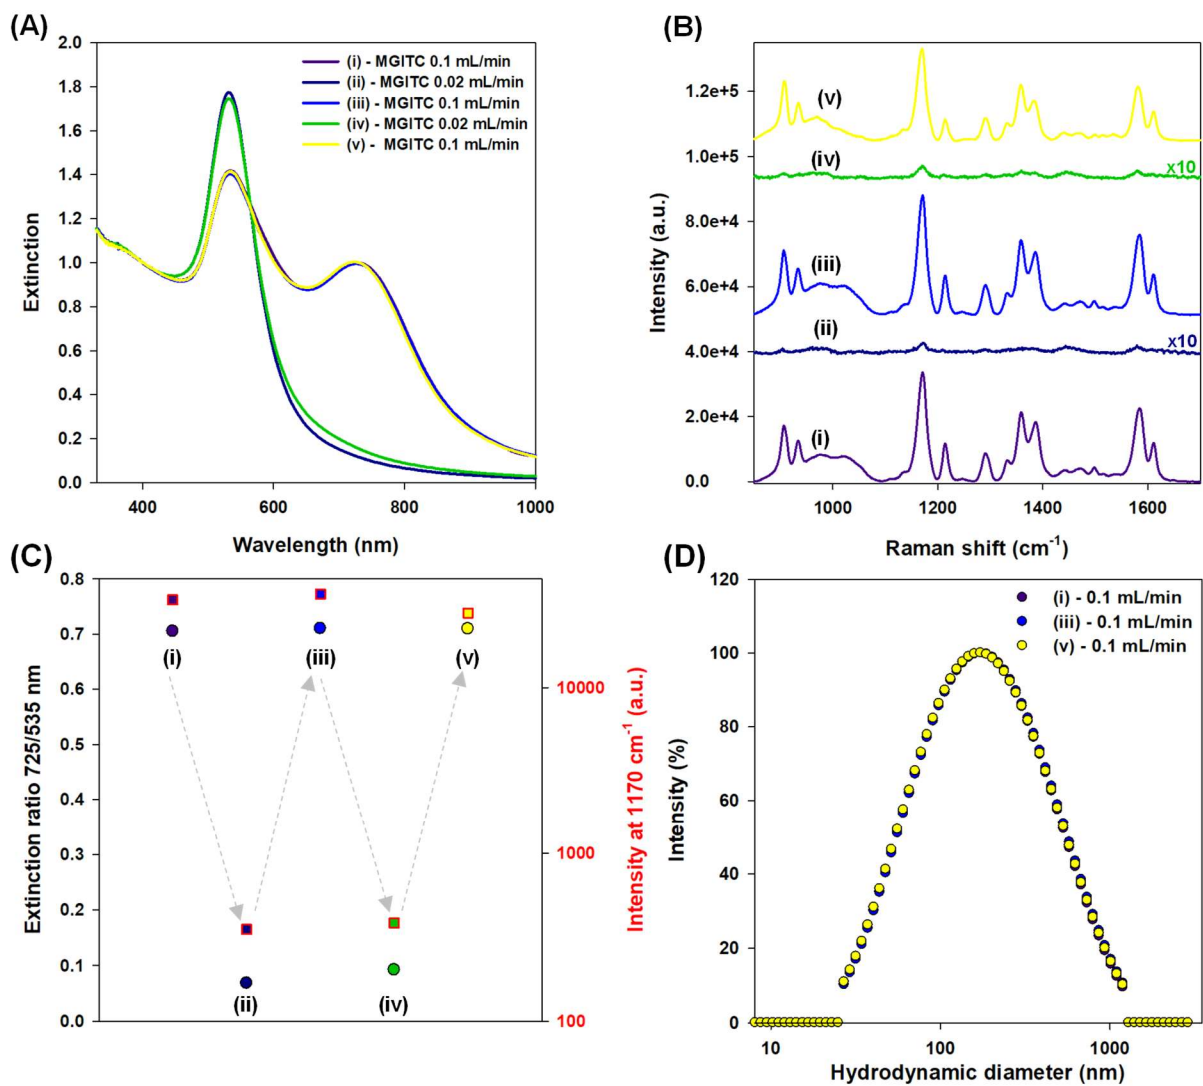 (A)
2.0
1.8
1.6
1.4
1.2
1.0
0.8
0.6
0.4
0.2
0.0
Extinction
(i) - MGITC 0.1 mL/min
(ii) - MGITC 0.02 mL/min
(iii) - MGITC 0.1 mL/min
(iv) - MGITC 0.02 mL/min
(v) - MGITC 0.1 mL/min
400 600 800 1000
Wavelength (nm)
(B)
1.2e+5
1.0e+5
8.0e+4
6.0e+4
4.0e+4
2.0e+4
0.0
Intensity (a.u.)
(v)
(iv)
x10
(iii)
(ii)
x10
(i)
1000 1200 1400 1600
Raman shift (cm-1)
(C)
0.8
0.7
0.6
0.5
0.4
0.3
0.2
0.1
0.0
Extinction ratio 725/535 nm
(i)
(iii)
(v)
(ii)
(iv)
10000
1000
100
Intensity at 1170 cm-1 (a.u.)
(D)
120
100
80
60
40
20
0
Intensity (%)
(i) - 0.1 mL/min
(iii) - 0.1 mL/min
(v) - 0.1 mL/min
10 100 1000
Hydrodynamic diameter (nm)